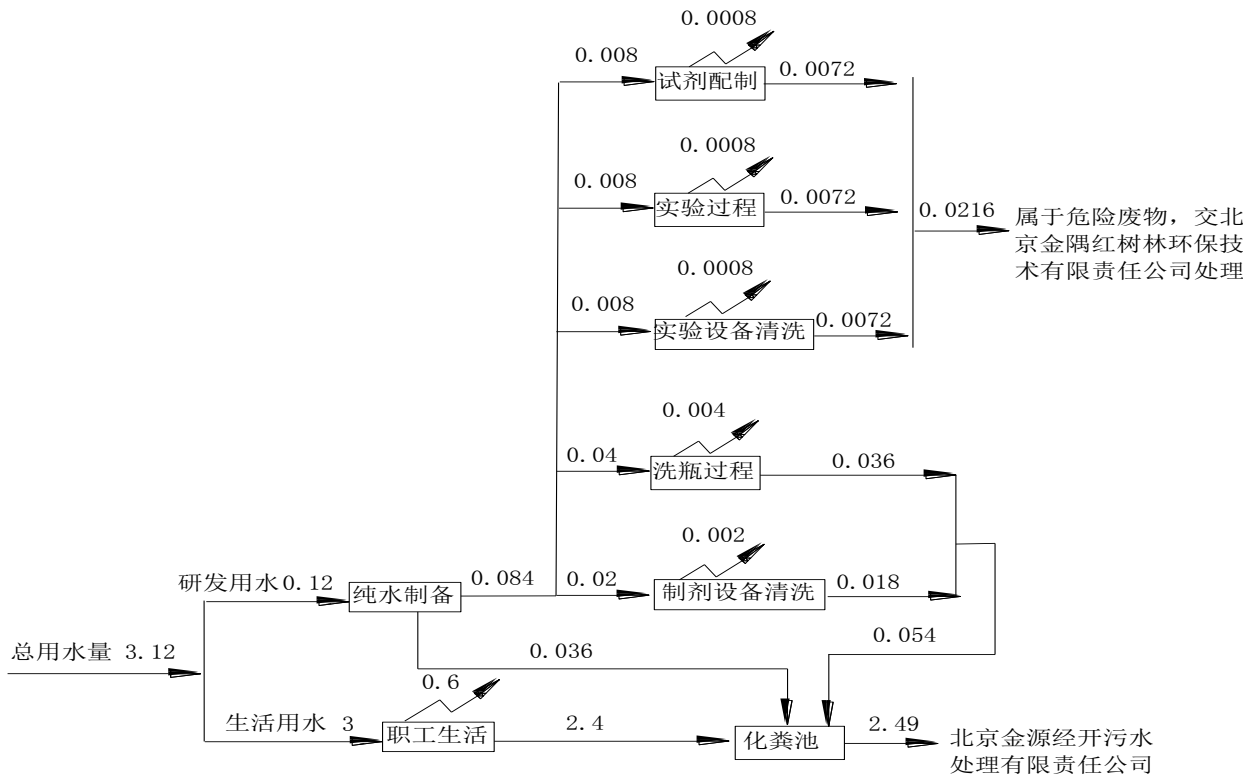 0.0008
0.008
试剂配制
0.0072
0.0008
0.008
实验过程
0.0072
0.0216
属于危险废物，交北
京金隅红树林环保技
术有限责任公司处理
0.0008
0.008
实验设备清洗
0.0072
0.004
0.04
洗瓶过程
0.036
0.002
研发用水0.12
纯水制备
0.084
0.02
制剂设备清洗
0.018
总用水量 3.12
0.036
0.054
0.6
生活用水 3
职工生活
2.4
化粪池
2.49
北京金源经开污水
处理有限责任公司